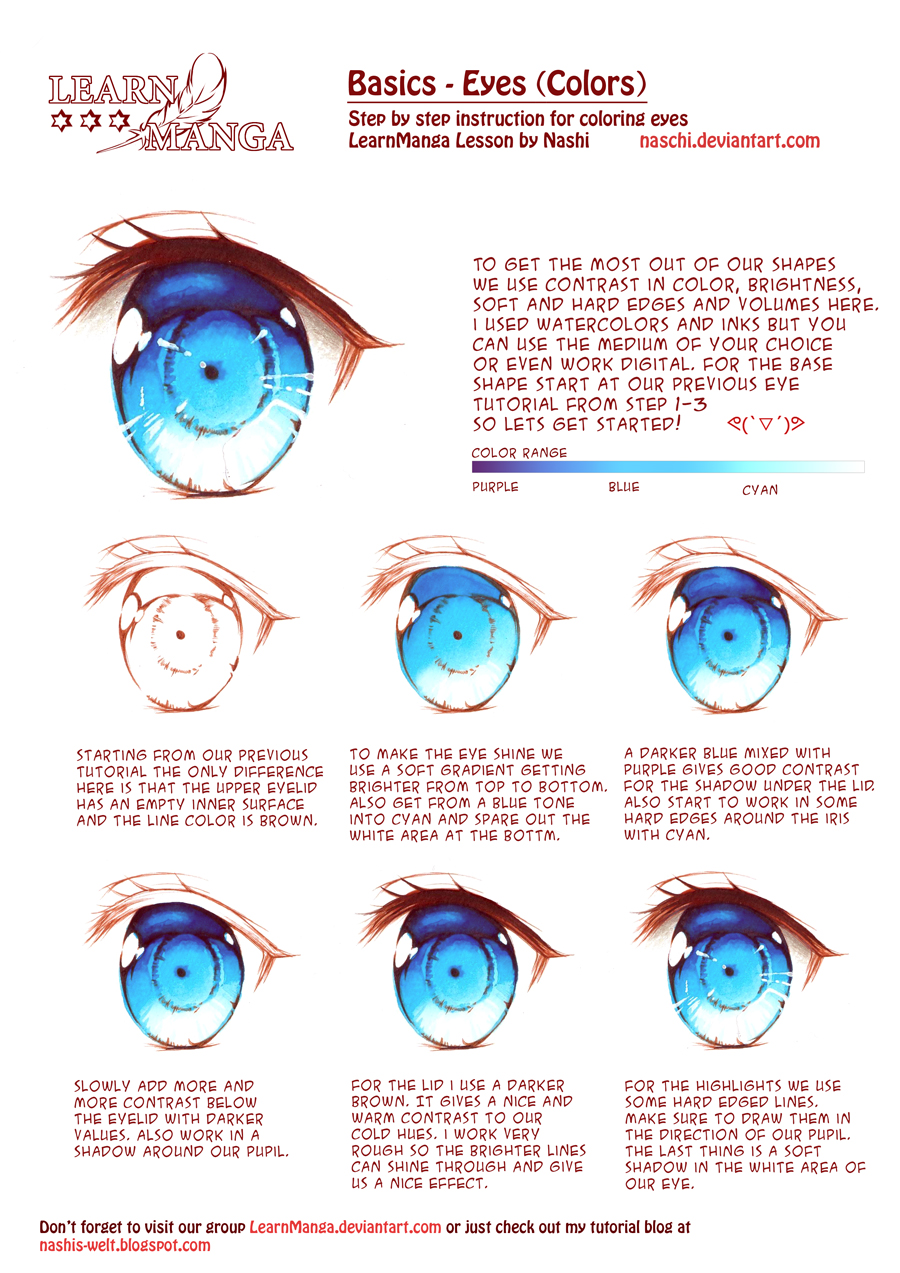 LEARN
MANGA
Basics - Eyes (Colors)
Step by step instruction for coloring eyes
LearnManga Lesson by Nashi naschi.deviantart.com
TO GET THE MOST OUT OF OUR SHAPES
WE USE CONTRAST IN COLOR, BRIGHTNESS,
SOFT AND HARD EDGES AND VOLUMES HERE.
I USED WATERCOLORS AND INKS BUT YOU
CAN USE THE MEDIUM OF YOUR CHOICE
OR EVEN WORK DIGITAL. FOR THE BASE
SHAPE START AT OUR PREVIOUS EYE
TUTORIAL FROM STEP 1-3
SO LETS GET STARTED! ୧(`▽´)୨
COLOR RANGE
PURPLE BLUE CYAN
STARTING FROM OUR PREVIOUS
TUTORIAL THE ONLY DIFFERENCE
HERE IS THAT THE UPPER EYELID
HAS AN EMPTY INNER SURFACE
AND THE LINE COLOR IS BROWN.
TO MAKE THE EYE SHINE WE
USE A SOFT GRADIENT GETTING
BRIGHTER FROM TOP TO BOTTOM.
ALSO GET FROM A BLUE TONE
INTO CYAN AND SPARE OUT THE
WHITE AREA AT THE BOTTM.
A DARKER BLUE MIXED WITH
PURPLE GIVES GOOD CONTRAST
FOR THE SHADOW UNDER THE LID.
ALSO START TO WORK IN SOME
HARD EDGES AROUND THE IRIS
WITH CYAN.
SLOWLY ADD MORE AND
MORE CONTRAST BELOW
THE EYELID WITH DARKER
VALUES. ALSO WORK IN A
SHADOW AROUND OUR PUPIL.
FOR THE LID I USE A DARKER
BROWN. IT GIVES A NICE AND
WARM CONTRAST TO OUR
COLD HUES. I WORK VERY
ROUGH SO THE BRIGHTER LINES
CAN SHINE THROUGH AND GIVE
US A NICE EFFECT.
FOR THE HIGHLIGHTS WE USE
SOME HARD EDGED LINES.
MAKE SURE TO DRAW THEM IN
THE DIRECTION OF OUR PUPIL.
THE LAST THING IS A SOFT
SHADOW IN THE WHITE AREA OF
OUR EYE.
Don't forget to visit our group LearnManga.deviantart.com or just check out my tutorial blog at
nashis-welt.blogspot.com